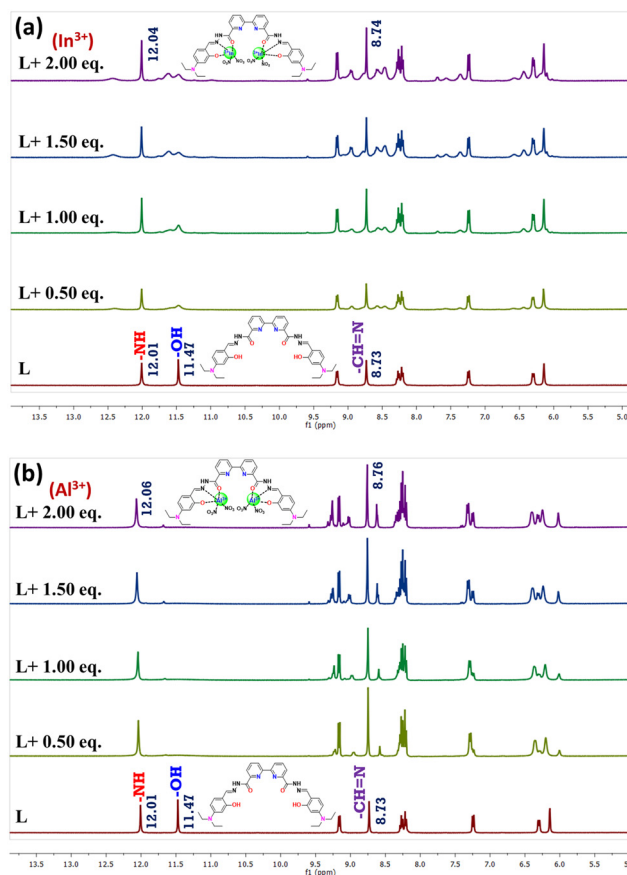 (a)
(In³⁺)
12.04
8.74
L+ 2.00 eq.
L+ 1.50 eq.
L+ 1.00 eq.
L+ 0.50 eq.
L
-NH
12.01
-OH
11.47
-CH=N
8.73
13.5 13.0 12.5 12.0 11.5 11.0 10.5 10.0 9.5 9.0 8.5 8.0 7.5 7.0 6.5 6.0 5.5 5.0
f1 (ppm)
(b)
(Al³⁺)
12.06
8.76
L+ 2.00 eq.
L+ 1.50 eq.
L+ 1.00 eq.
L+ 0.50 eq.
L
-NH
12.01
-OH
11.47
-CH=N
8.73
13.5 13.0 12.5 12.0 11.5 11.0 10.5 10.0 9.5 9.0 8.5 8.0 7.5 7.0 6.5 6.0 5.5
f1 (ppm)